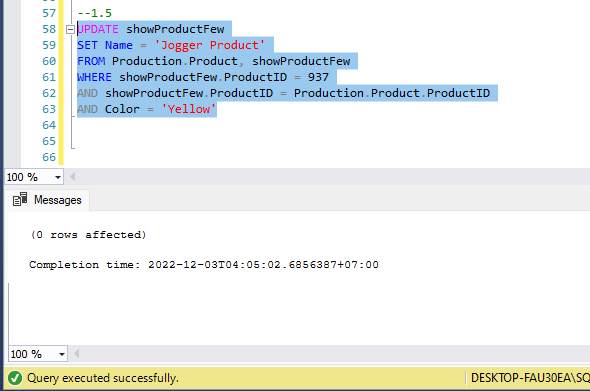 57 --1.5
58 UPDATE showProductFew
59 SET Name = 'Jogger Product'
60 FROM Production.Product, showProductFew
61 WHERE showProductFew.ProductID = 937
62 AND showProductFew.ProductID = Production.Product.ProductID
63 AND Color = 'Yellow'
64
65
66
100 %
Messages
(0 rows affected)
Completion time: 2022-12-03T04:05:02.6856387+07:00
100 %
Query executed successfully.
DESKTOP-FAU30EA\SQ